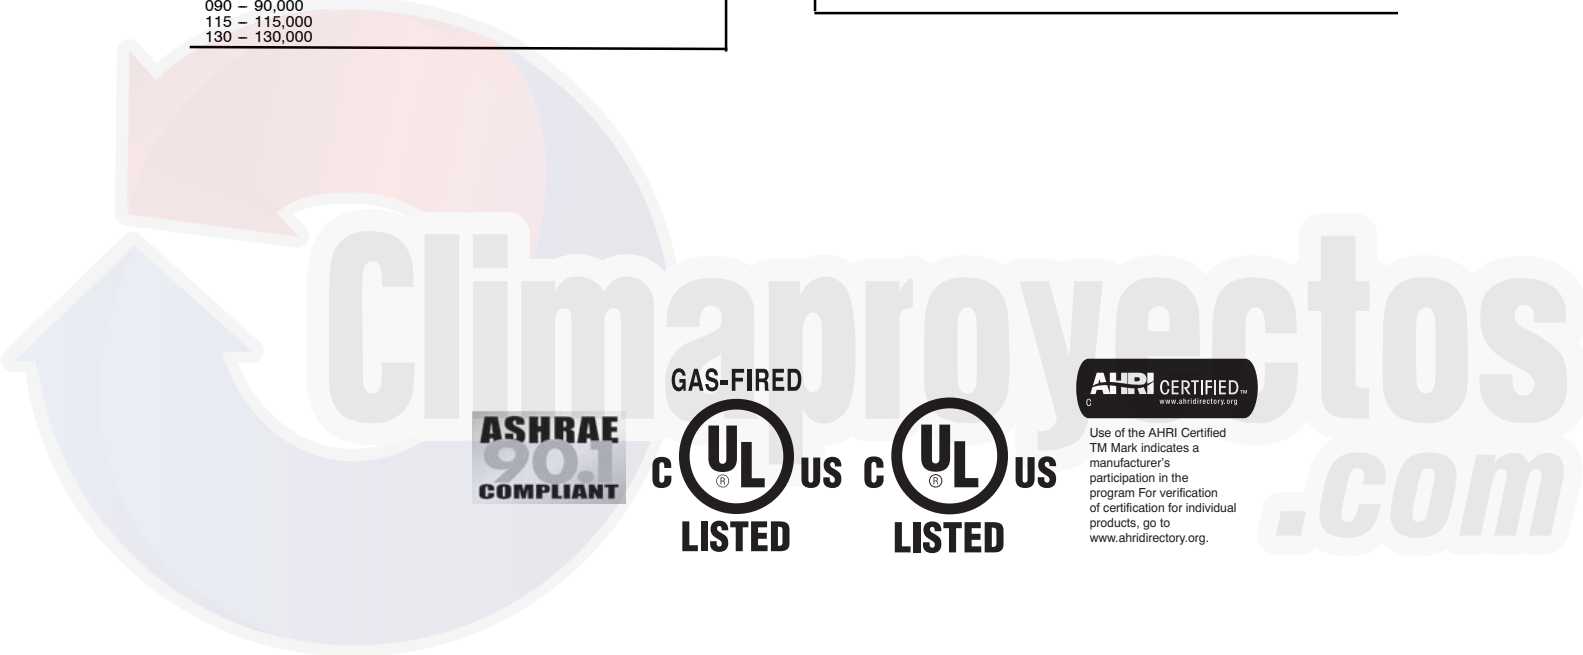 090 – 90,000
115 – 115,000
130 – 130,000
Climaproyectos
.com
GAS-FIRED
ASHRAE
90.1
COMPLIANT
C UL ® US
LISTED
C UL ® US
LISTED
AHRI CERTIFIED™
C
www.ahridirectory.org
Use of the AHRI Certified
TM Mark indicates a
manufacturer's
participation in the
program For verification
of certification for individual
products, go to
www.ahridirectory.org.